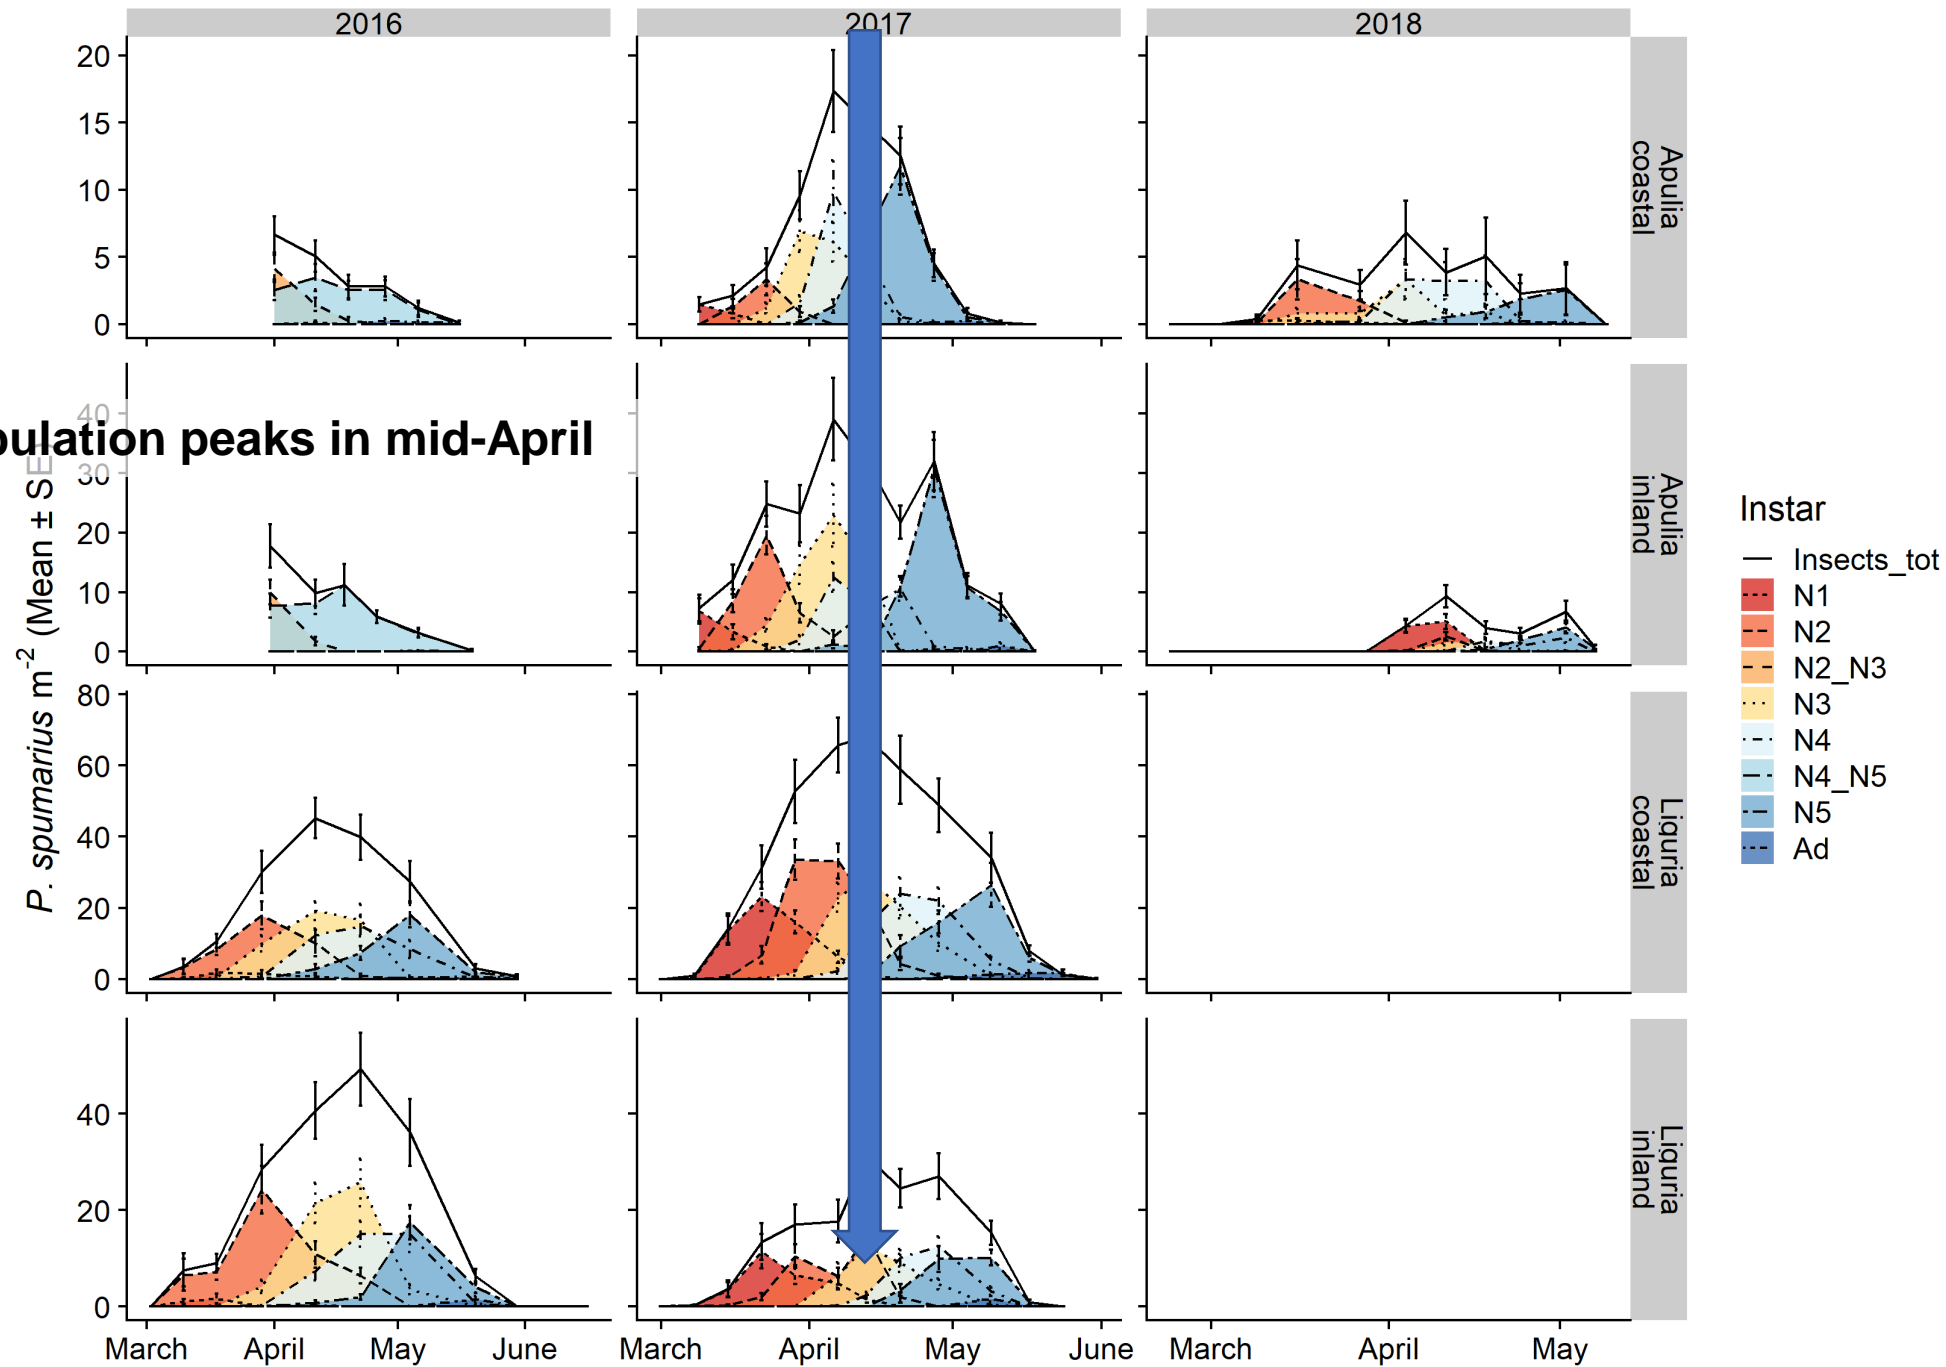 2016 2017 2018
20
15
10
5
0
Apulia
coastal
40
30
20
10
0
Apulia
inland
pulation peaks in mid-April
P. spumarius m⁻² (Mean ± SE)
80
60
40
20
0
Liguria
coastal
40
20
0
Liguria
inland
March April May June March April May June March April May
Instar
Insects_tot
N1
N2
N2_N3
N3
N4
N4_N5
N5
Ad